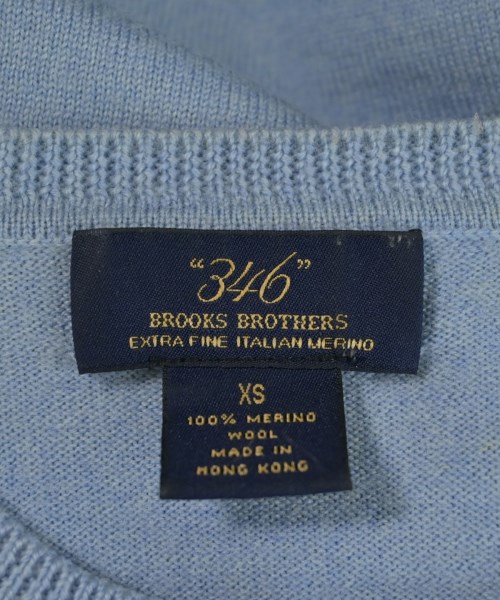 "346"
BROOKS BROTHERS
EXTRA FINE ITALIAN MERINO
XS
100% MERINO
WOOL
MADE IN
HONG KONG